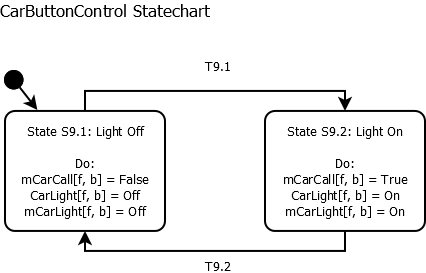 CarButtonControl Statechart
T9.1
State S9.1: Light Off
Do:
mCarCall[f, b] = False
CarLight[f, b] = Off
mCarLight[f, b] = Off
State S9.2: Light On
Do:
mCarCall[f, b] = True
CarLight[f, b] = On
mCarLight[f, b] = On
T9.2